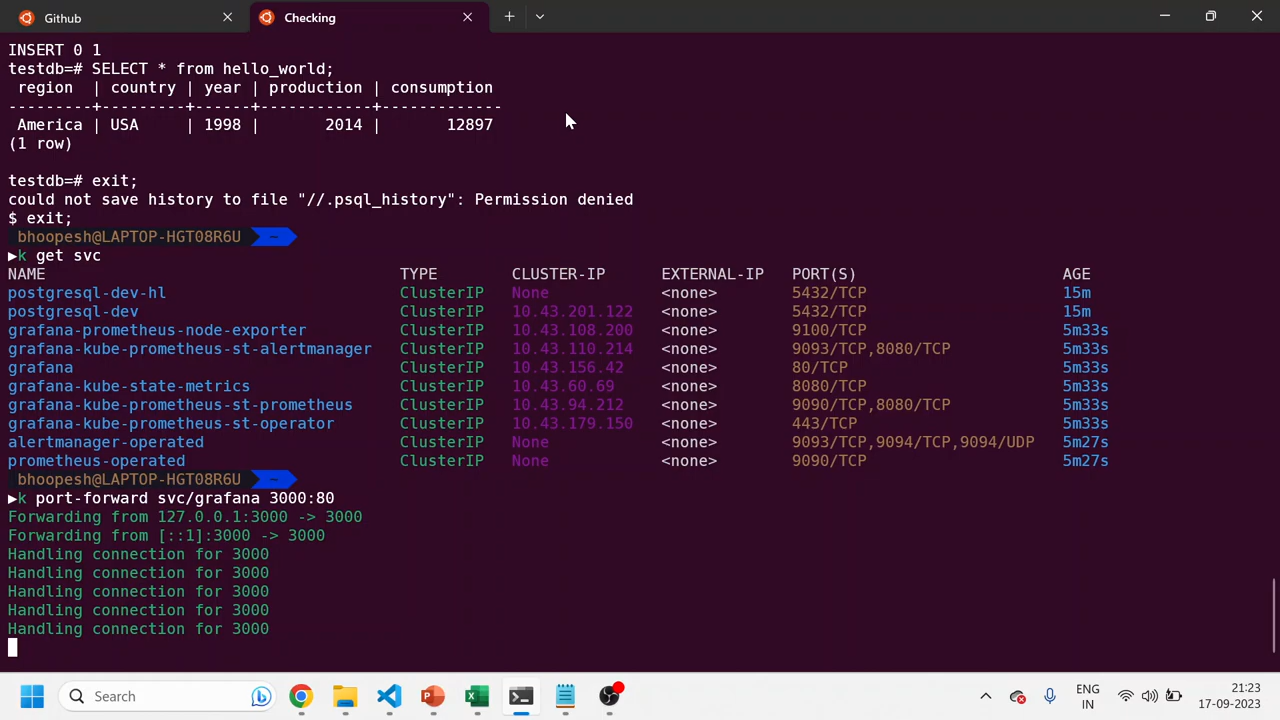 Github
Checking
INSERT 0 1
testdb=# SELECT * from hello_world;
region | country | year | production | consumption
---------+---------+------+------------+-------------
America | USA | 1998 | 2014 | 12897
(1 row)
testdb=# exit;
could not save history to file "//.psql_history": Permission denied
$ exit;
bhoopesh@LAPTOP-HGT08R6U ~
▶k get svc
NAME TYPE CLUSTER-IP EXTERNAL-IP PORT(S) AGE
postgresql-dev-hl ClusterIP None <none> 5432/TCP 15m
postgresql-dev ClusterIP 10.43.201.122 <none> 5432/TCP 15m
grafana-prometheus-node-exporter ClusterIP 10.43.108.200 <none> 9100/TCP 5m33s
grafana-kube-prometheus-st-alertmanager ClusterIP 10.43.110.214 <none> 9093/TCP,8080/TCP 5m33s
grafana ClusterIP 10.43.156.42 <none> 80/TCP 5m33s
grafana-kube-state-metrics ClusterIP 10.43.60.69 <none> 8080/TCP 5m33s
grafana-kube-prometheus-st-prometheus ClusterIP 10.43.94.212 <none> 9090/TCP,8080/TCP 5m33s
grafana-kube-prometheus-st-operator ClusterIP 10.43.179.150 <none> 443/TCP 5m33s
alertmanager-operated ClusterIP None <none> 9093/TCP,9094/TCP,9094/UDP 5m27s
prometheus-operated ClusterIP None <none> 9090/TCP 5m27s
bhoopesh@LAPTOP-HGT08R6U ~
▶k port-forward svc/grafana 3000:80
Forwarding from 127.0.0.1:3000 -> 3000
Forwarding from [::1]:3000 -> 3000
Handling connection for 3000
Handling connection for 3000
Handling connection for 3000
Handling connection for 3000
Handling connection for 3000
Search
ENG
IN
21:23
17-09-2023